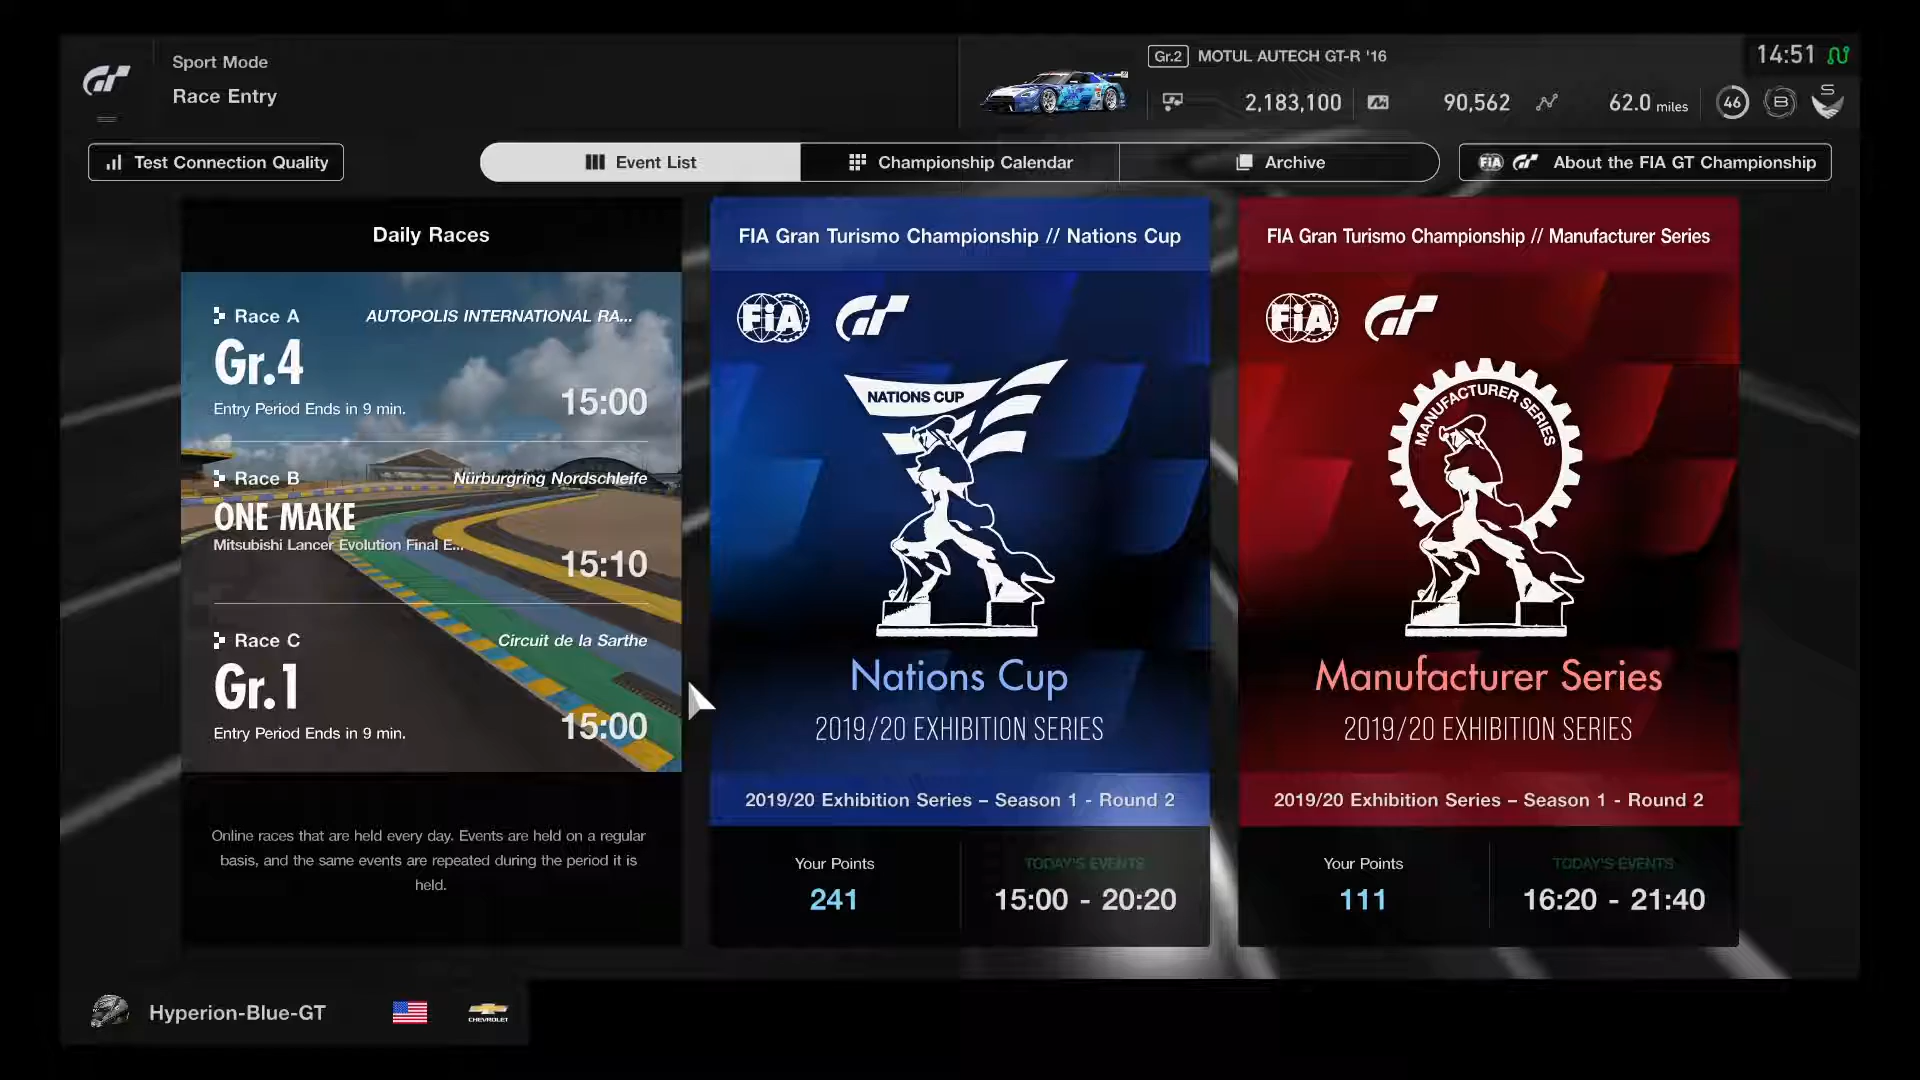 Sport Mode
Race Entry
Gr.2 MOTUL AUTECH GT-R '16
14:51
2,183,100
90,562
62.0 miles
46
B
S
Test Connection Quality
Event List
Championship Calendar
Archive
FIA GT About the FIA GT Championship
Daily Races
Race A AUTOPOLIS INTERNATIONAL RA...
Gr.4
Entry Period Ends in 9 min.
15:00
Race B Nürburgring Nordschleife
ONE MAKE
Mitsubishi Lancer Evolution Final E...
15:10
Race C Circuit de la Sarthe
Gr.1
Entry Period Ends in 9 min.
15:00
Online races that are held every day. Events are held on a regular
basis, and the same events are repeated during the period it is
held.
FIA Gran Turismo Championship // Nations Cup
FiA GT
NATIONS CUP
Nations Cup
2019/20 EXHIBITION SERIES
2019/20 Exhibition Series – Season 1 - Round 2
Your Points
241
TODAY'S EVENTS
15:00 - 20:20
FIA Gran Turismo Championship // Manufacturer Series
FiA GT
MANUFACTURER SERIES
Manufacturer Series
2019/20 EXHIBITION SERIES
2019/20 Exhibition Series – Season 1 - Round 2
Your Points
111
TODAY'S EVENTS
16:20 - 21:40
Hyperion-Blue-GT
CHEVROLET